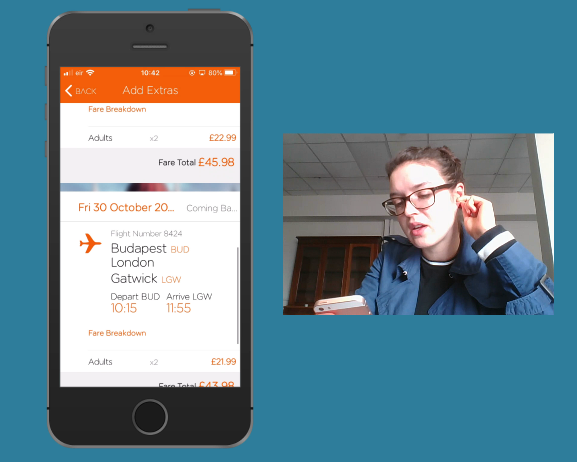 eir 10:42 80%
BACK Add Extras
Fare Breakdown
Adults x2 £22.99
Fare Total £45.98
Fri 30 October 20... Coming Ba...
Flight Number 8424
Budapest BUD
London
Gatwick LGW
Depart BUD Arrive LGW
10:15 11:55
Fare Breakdown
Adults x2 £21.99
Fare Total £43.98